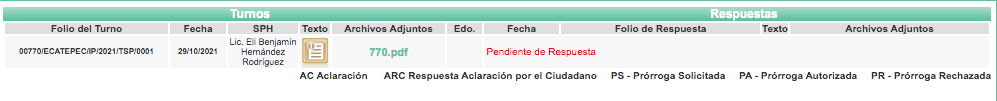 Turnos Respuestas
Folio del Turno Fecha SPH Texto Archivos Adjuntos Edo. Fecha Folio de Respuesta Texto Archivos Adjuntos
00770/ECATEPEC/IP/2021/TSP/0001 29/10/2021 Lic. Eli Benjamin Hernández Rodríguez 770.pdf Pendiente de Respuesta
AC Aclaración ARC Respuesta Aclaración por el Ciudadano PS - Prórroga Solicitada PA - Prórroga Autorizada PR - Prórroga Rechazada